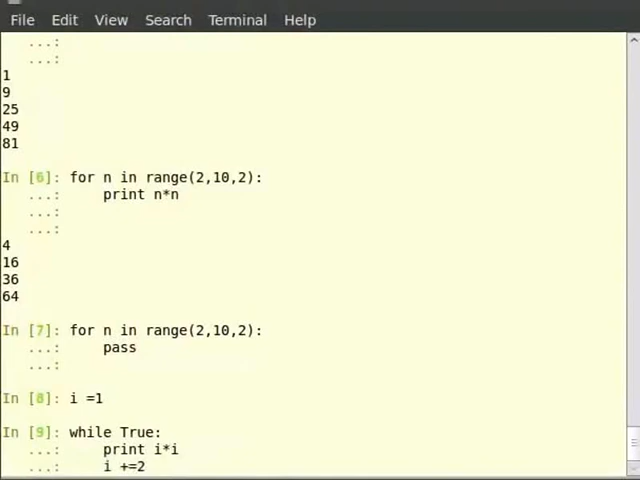 File Edit View Search Terminal Help
...:
...:
1
9
25
49
81
In [6]: for n in range(2,10,2):
...: print n*n
...:
...:
4
16
36
64
In [7]: for n in range(2,10,2):
...: pass
...:
In [8]: i =1
In [9]: while True:
...: print i*i
...: i +=2